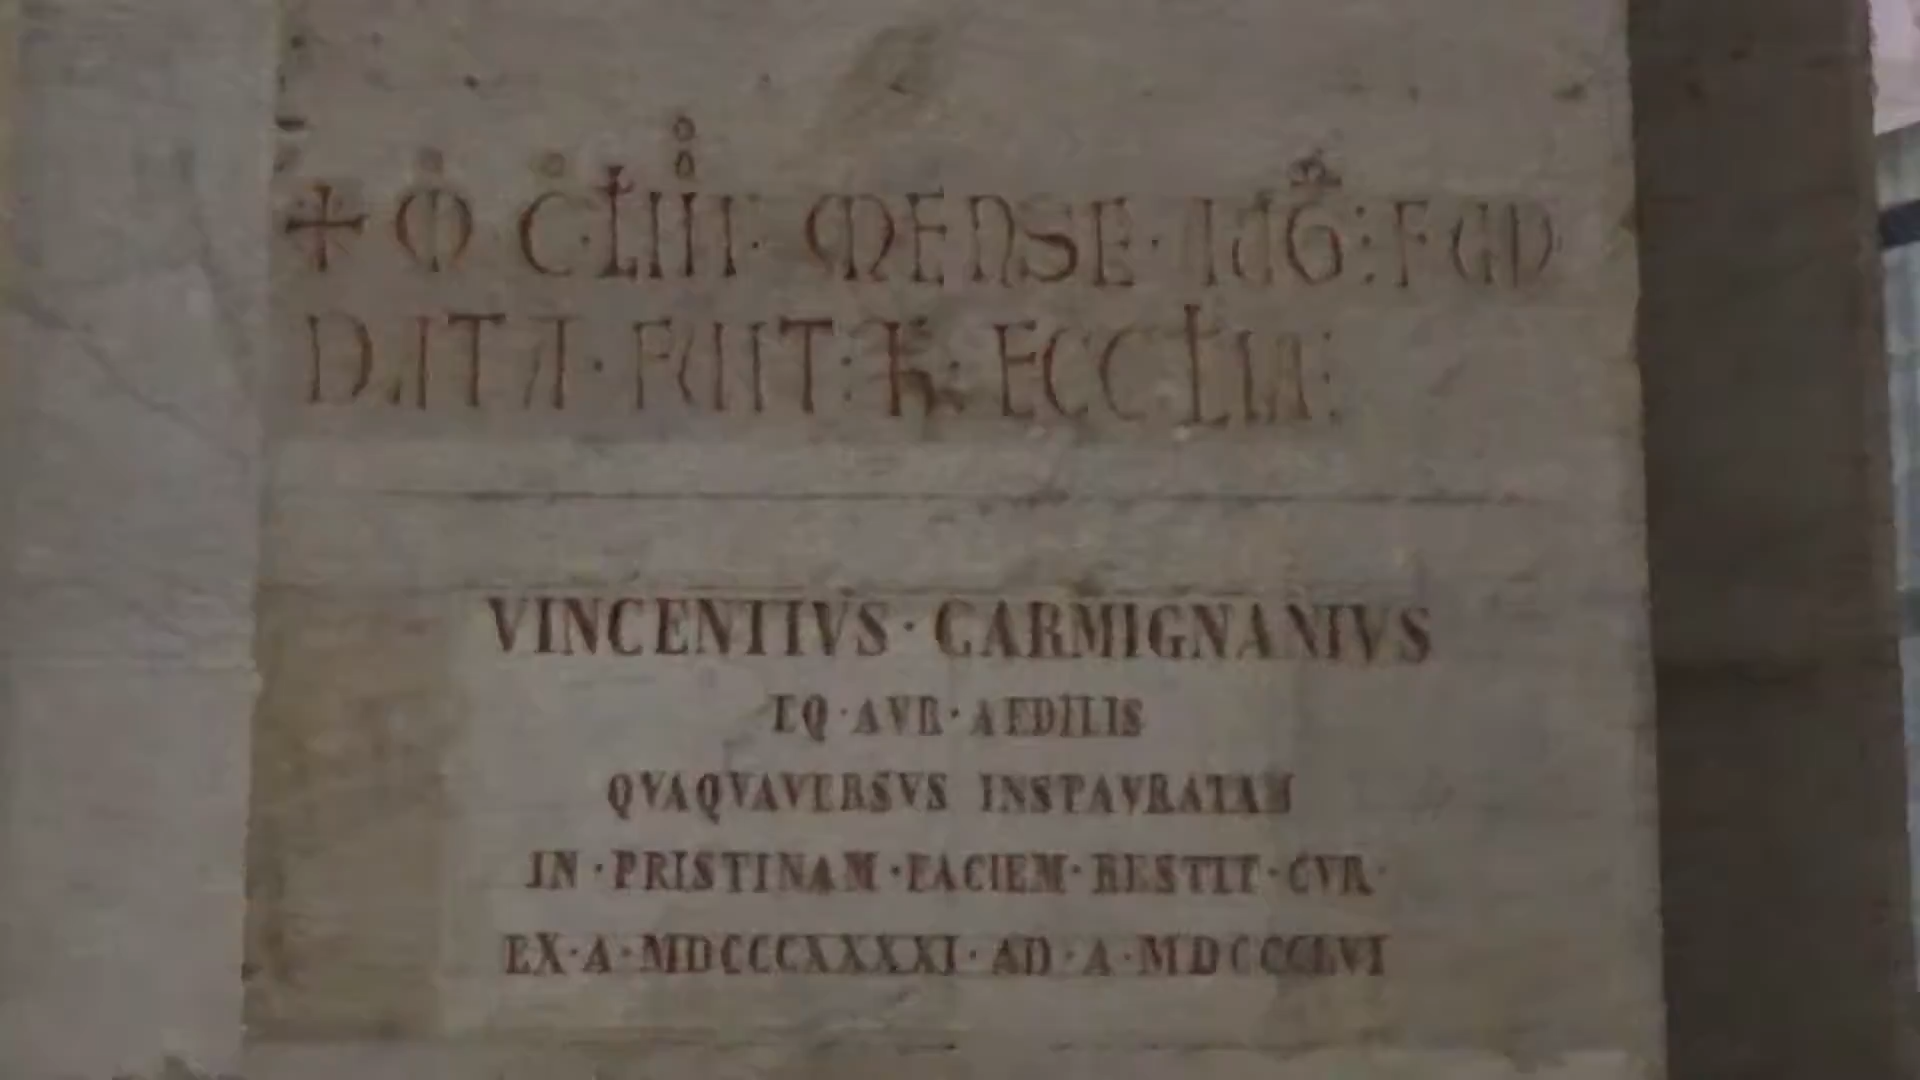 + M C·LIII· MENSE· AUG: FUN
DATA· FUIT: H: ECCLIA:
VINCENTIVS · CARMIGNANIVS
EQ · AVR · AEDILIS
QVAQVAVERSVS INSTAVRATAM
IN · PRISTINAM · FACIEM · RESTIT · CVR ·
EX · A · MDCCCXXXXI · AD · A · MDCCCLVI